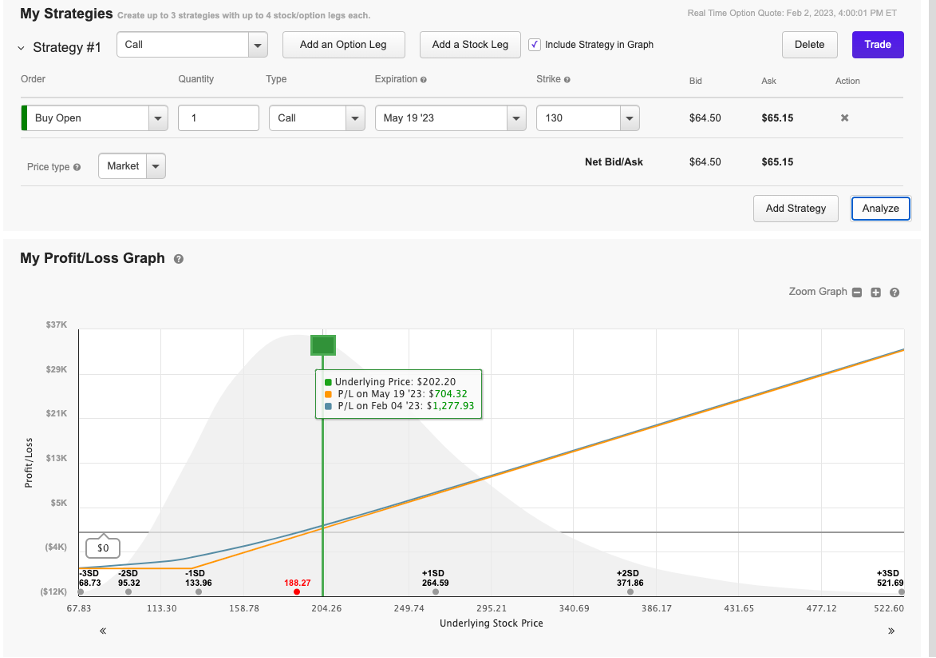 My Strategies Create up to 3 strategies with up to 4 stock/option legs each.
Real Time Option Quote: Feb 2, 2023, 4:00:01 PM ET
Strategy #1 Call Add an Option Leg Add a Stock Leg Include Strategy in Graph Delete Trade
Order Quantity Type Expiration Strike Bid Ask Action
Buy Open 1 Call May 19 '23 130 $64.50 $65.15
Price type Market Net Bid/Ask $64.50 $65.15
Add Strategy Analyze
My Profit/Loss Graph
Zoom Graph
$37K
$29K
$21K
$13K
$5K
($4K)
($12K)
Profit/Loss
Underlying Price: $202.20
P/L on May 19 '23: $704.32
P/L on Feb 04 '23: $1,277.93
$0
-3SD -2SD -1SD +1SD +2SD +3SD
68.73 95.32 133.96 188.27 264.59 371.86 521.69
67.83 113.30 158.78 204.26 249.74 295.21 340.69 386.17 431.65 477.12 522.60
Underlying Stock Price
« »